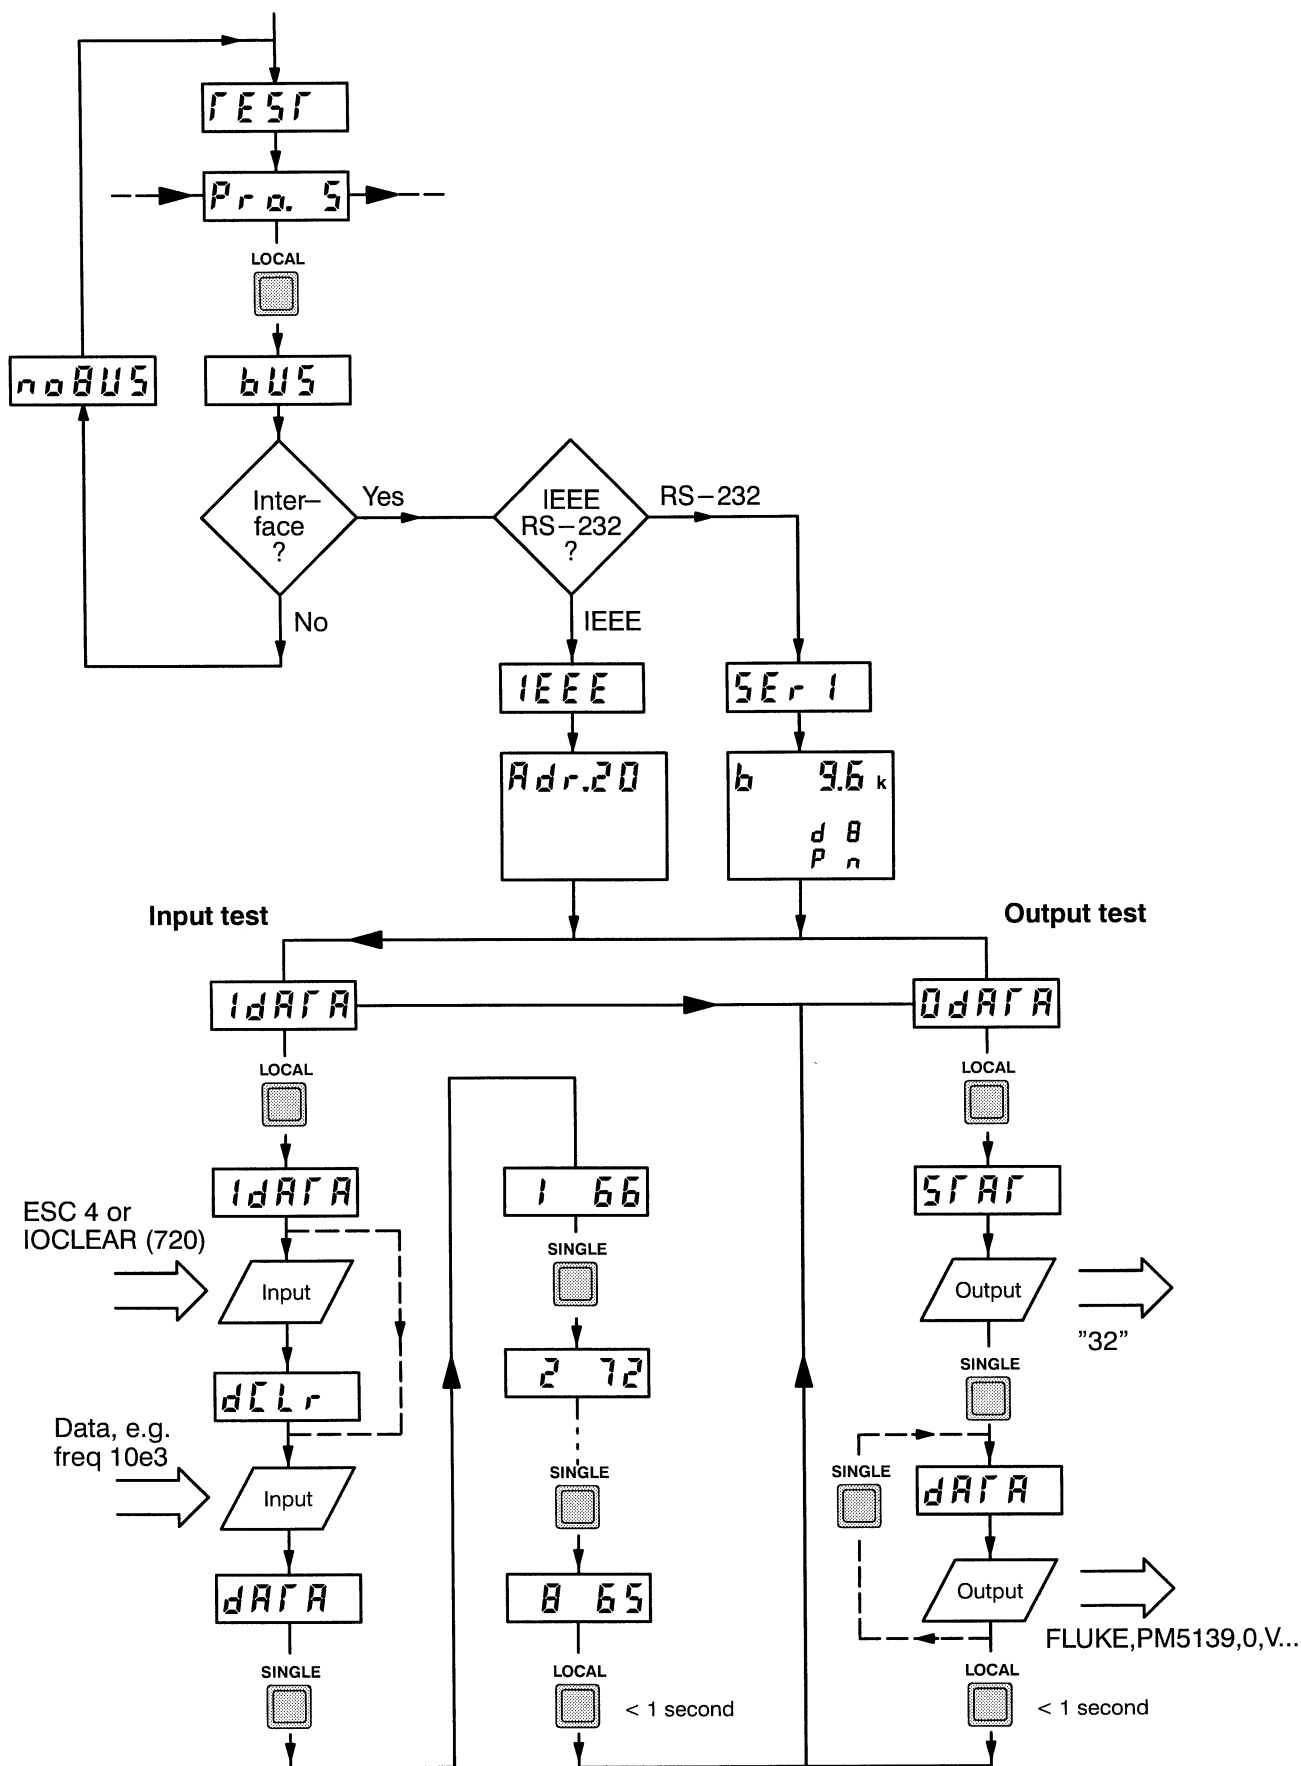 TEST
Pro. S
LOCAL
noBUS
bUS
Inter–
face
?
Yes
No
IEEE
RS–232
?
RS–232
IEEE
IEEE
SEr I
Adr.20
b 9.6 k
d 8
P n
Input test
Output test
IdATA
OdATA
LOCAL
LOCAL
IdATA
1 66
STAT
ESC 4 or
IOCLEAR (720)
SINGLE
Input
Output
"32"
2 72
SINGLE
dCLr
Data, e.g.
freq 10e3
SINGLE
SINGLE
Input
dATA
dATA
8 65
Output
FLUKE,PM5139,0,V...
SINGLE
LOCAL
< 1 second
LOCAL
< 1 second